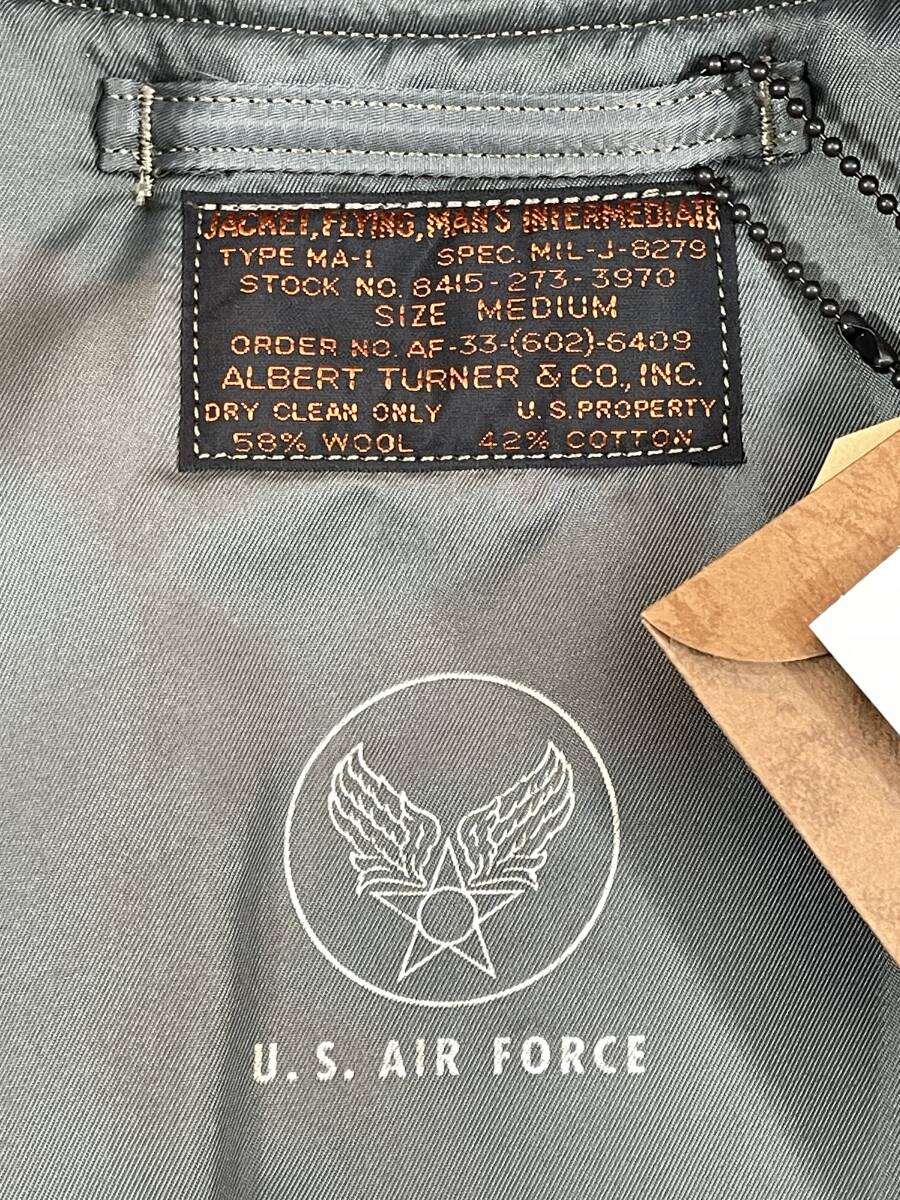 JACKET, FLYING, MAN'S INTERMEDIATE
TYPE MA-1 SPEC. MIL-J-8279
STOCK NO. 8415-273-3970
SIZE MEDIUM
ORDER NO. AF-33-(602)-6409
ALBERT TURNER & CO., INC.
DRY CLEAN ONLY U.S. PROPERTY
58% WOOL 42% COTTON
U.S. AIR FORCE